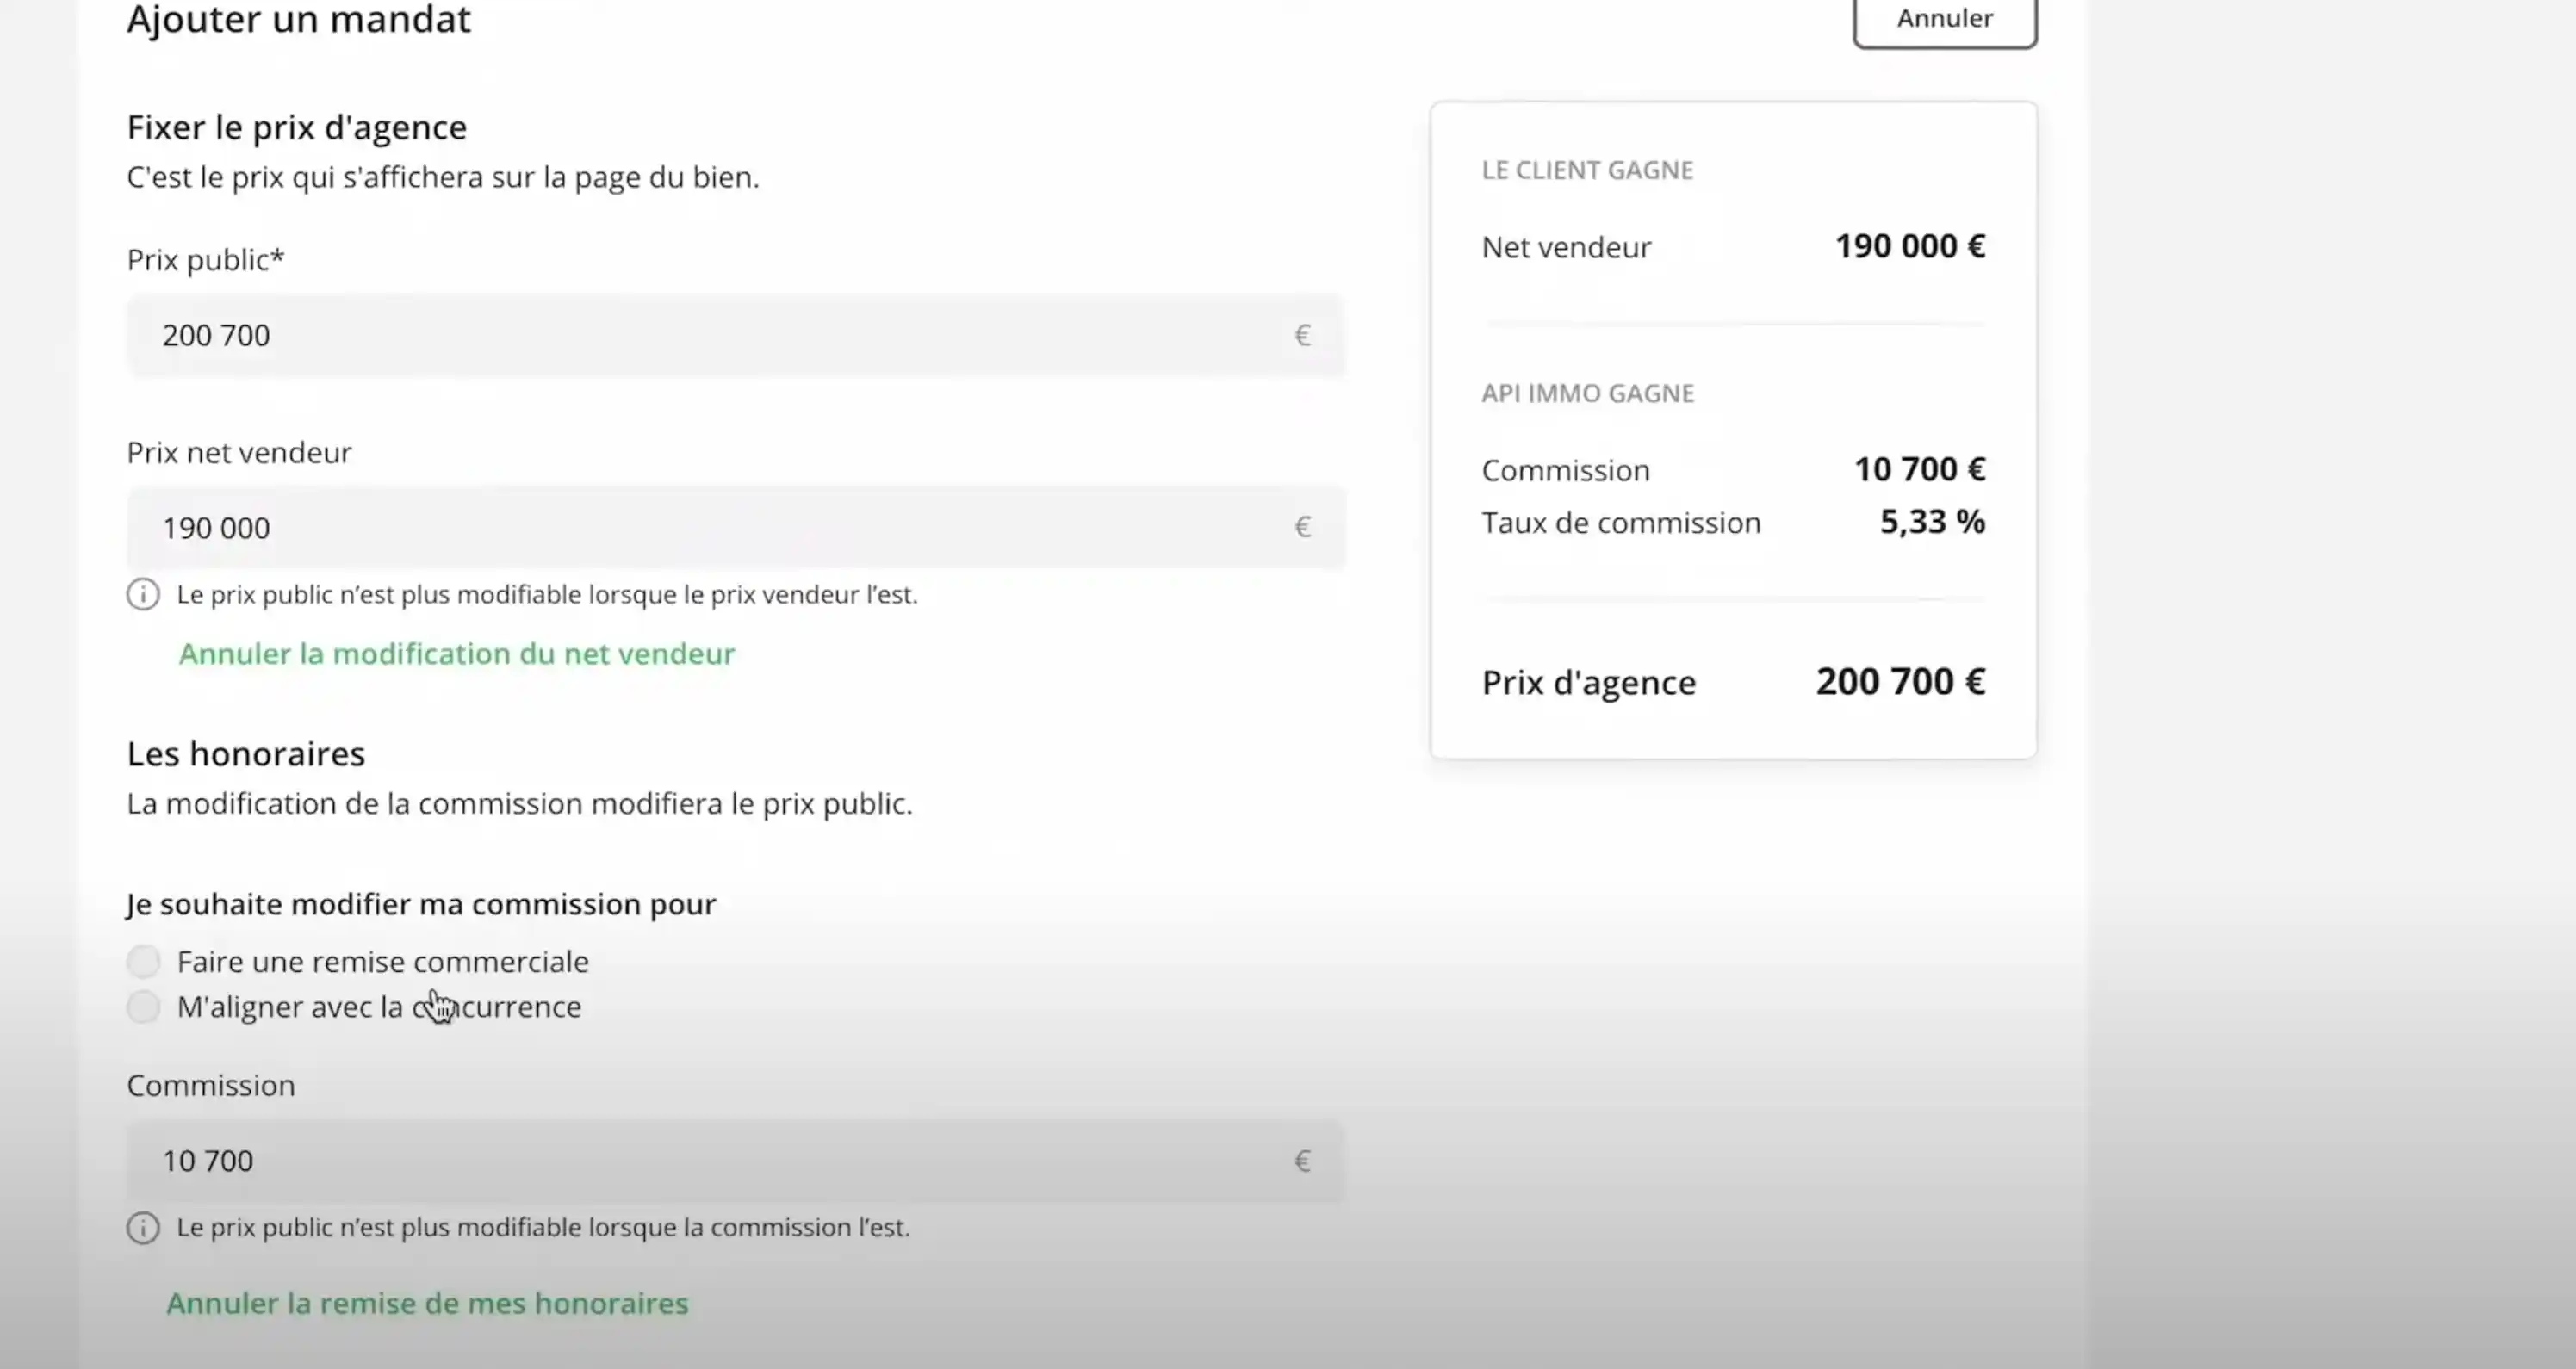 Ajouter un mandat
Annuler
Fixer le prix d'agence
C'est le prix qui s'affichera sur la page du bien.
Prix public*
200 700 €
Prix net vendeur
190 000 €
Le prix public n’est plus modifiable lorsque le prix vendeur l’est.
Annuler la modification du net vendeur
Les honoraires
La modification de la commission modifiera le prix public.
Je souhaite modifier ma commission pour
Faire une remise commerciale
M'aligner avec la concurrence
Commission
10 700 €
Le prix public n’est plus modifiable lorsque la commission l’est.
Annuler la remise de mes honoraires
LE CLIENT GAGNE
Net vendeur 190 000 €
API IMMO GAGNE
Commission 10 700 €
Taux de commission 5,33 %
Prix d'agence 200 700 €